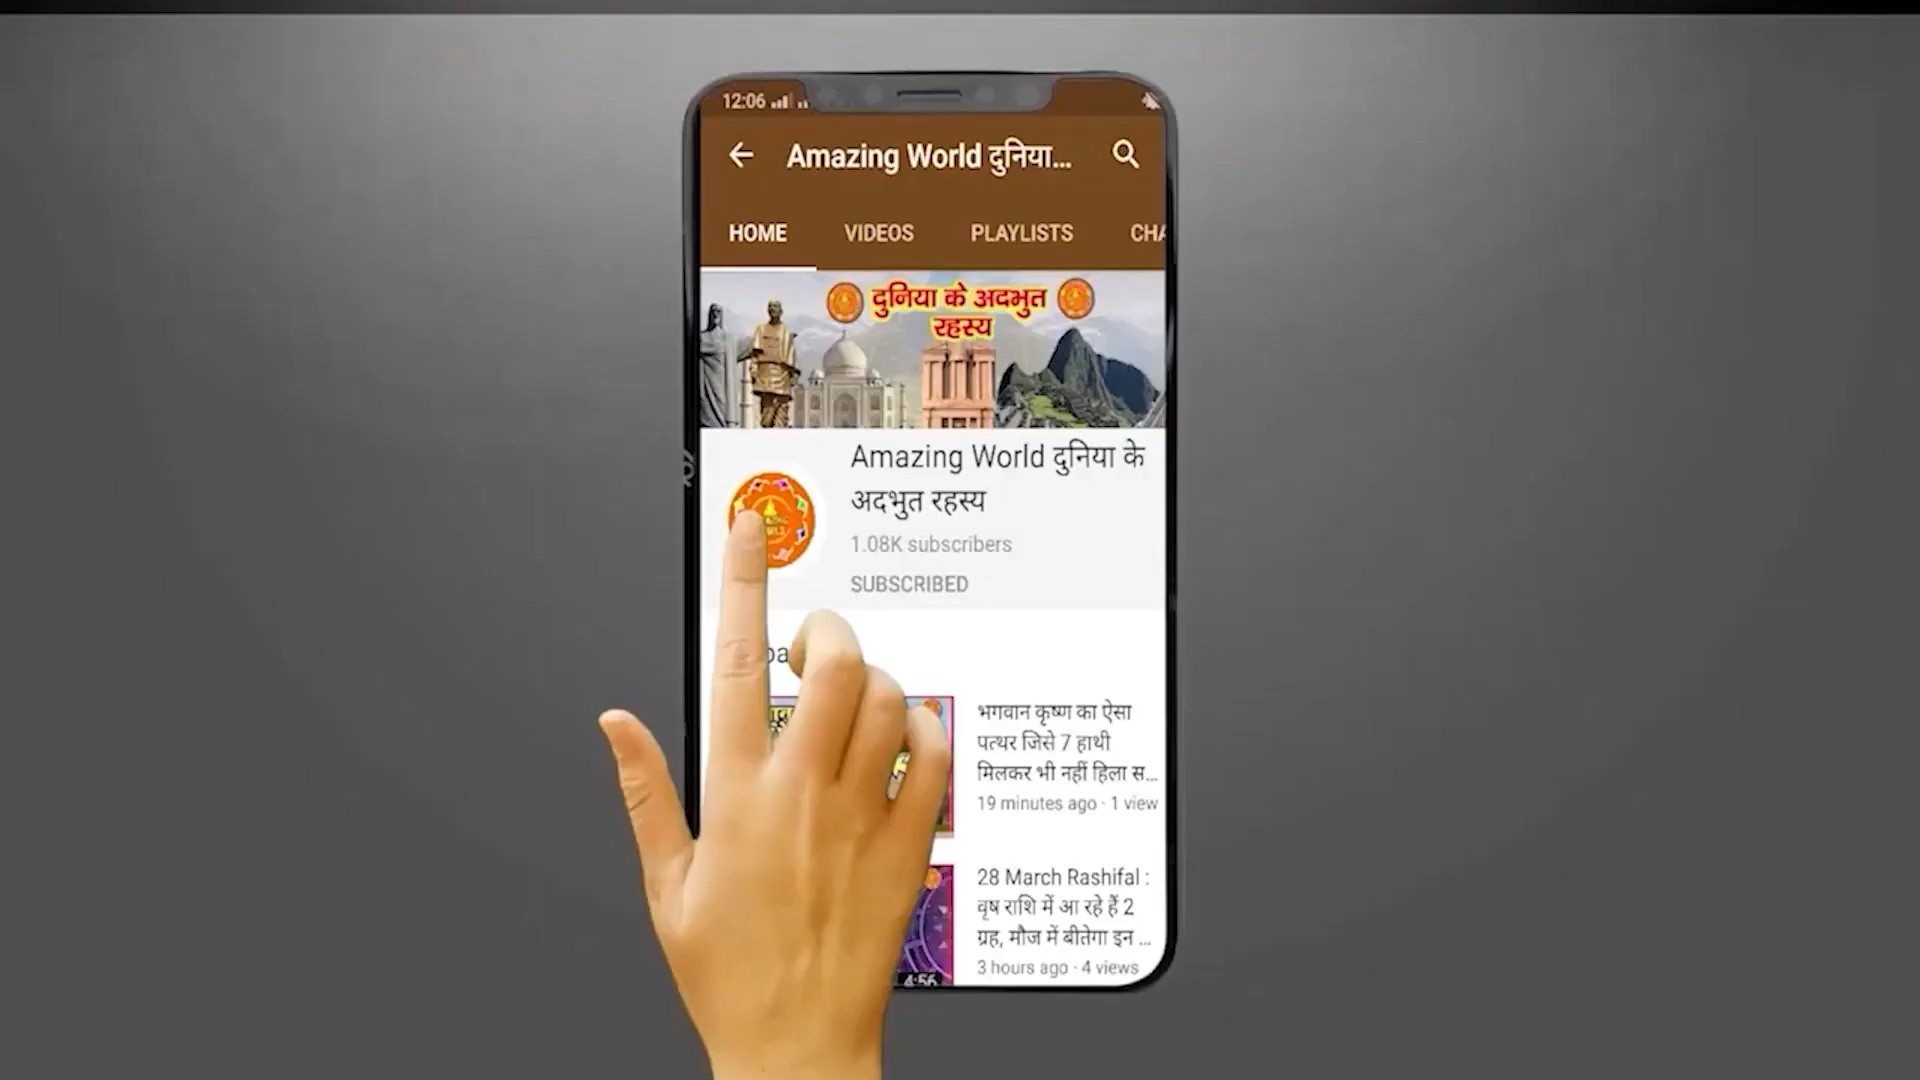 12:06
Amazing World दुनिया...
HOME VIDEOS PLAYLISTS CHA
दुनिया के अदभुत
रहस्य
Amazing World दुनिया के
अदभुत रहस्य
1.08K subscribers
SUBSCRIBED
भगवान कृष्ण का ऐसा
पत्थर जिसे 7 हाथी
मिलकर भी नहीं हिला स...
19 minutes ago · 1 view
28 March Rashifal :
वृष राशि में आ रहे हैं 2
ग्रह, मौज में बीतेगा इन ...
3 hours ago · 4 views
4:56